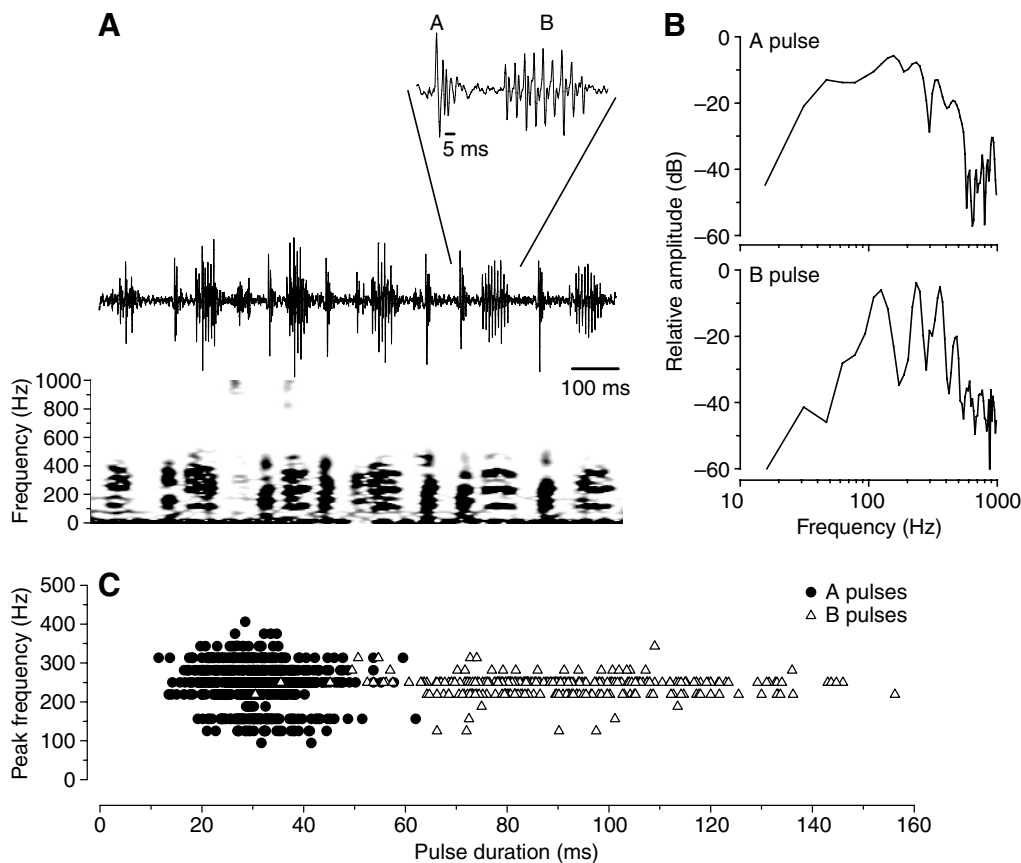 A
A B
5 ms
100 ms
1000
800
600
400
200
0
Frequency (Hz)
B
A pulse
0
–20
–40
–60
B pulse
0
–20
–40
–60
Relative amplitude (dB)
10 100 1000
Frequency (Hz)
C
500
400
300
200
100
0
Peak frequency (Hz)
A pulses
B pulses
0 20 40 60 80 100 120 140 160
Pulse duration (ms)